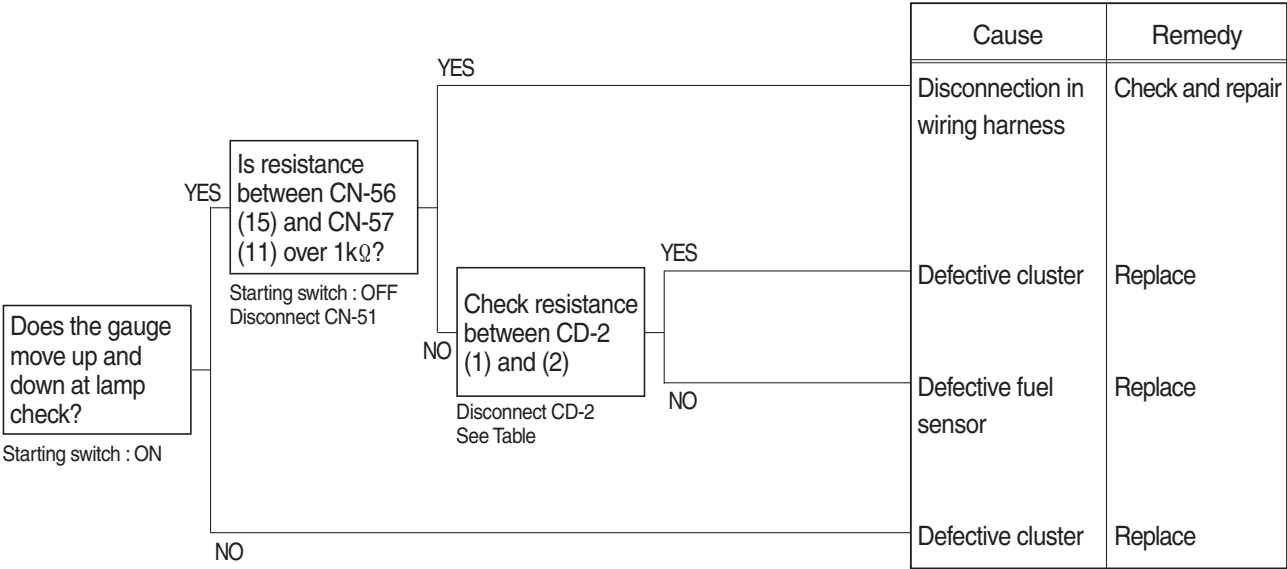 Cause
Remedy
YES
Disconnection in
wiring harness
Check and repair
YES
Is resistance
between CN-56
(15) and CN-57
(11) over 1kΩ?
Starting switch : OFF
Disconnect CN-51
YES
Defective cluster
Replace
Does the gauge
move up and
down at lamp
check?
Starting switch : ON
NO
Check resistance
between CD-2
(1) and (2)
Disconnect CD-2
See Table
NO
Defective fuel
sensor
Replace
NO
Defective cluster
Replace